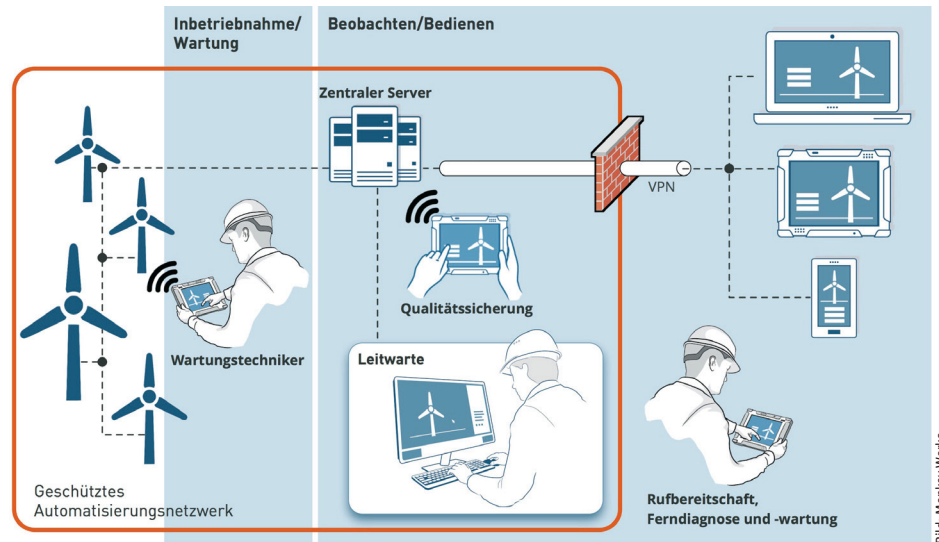 Inbetriebnahme/
Wartung
Beobachten/Bedienen
Zentraler Server
VPN
Qualitätssicherung
Wartungstechniker
Leitwarte
Geschütztes
Automatisierungsnetzwerk
Rufbereitschaft,
Ferndiagnose und -wartung